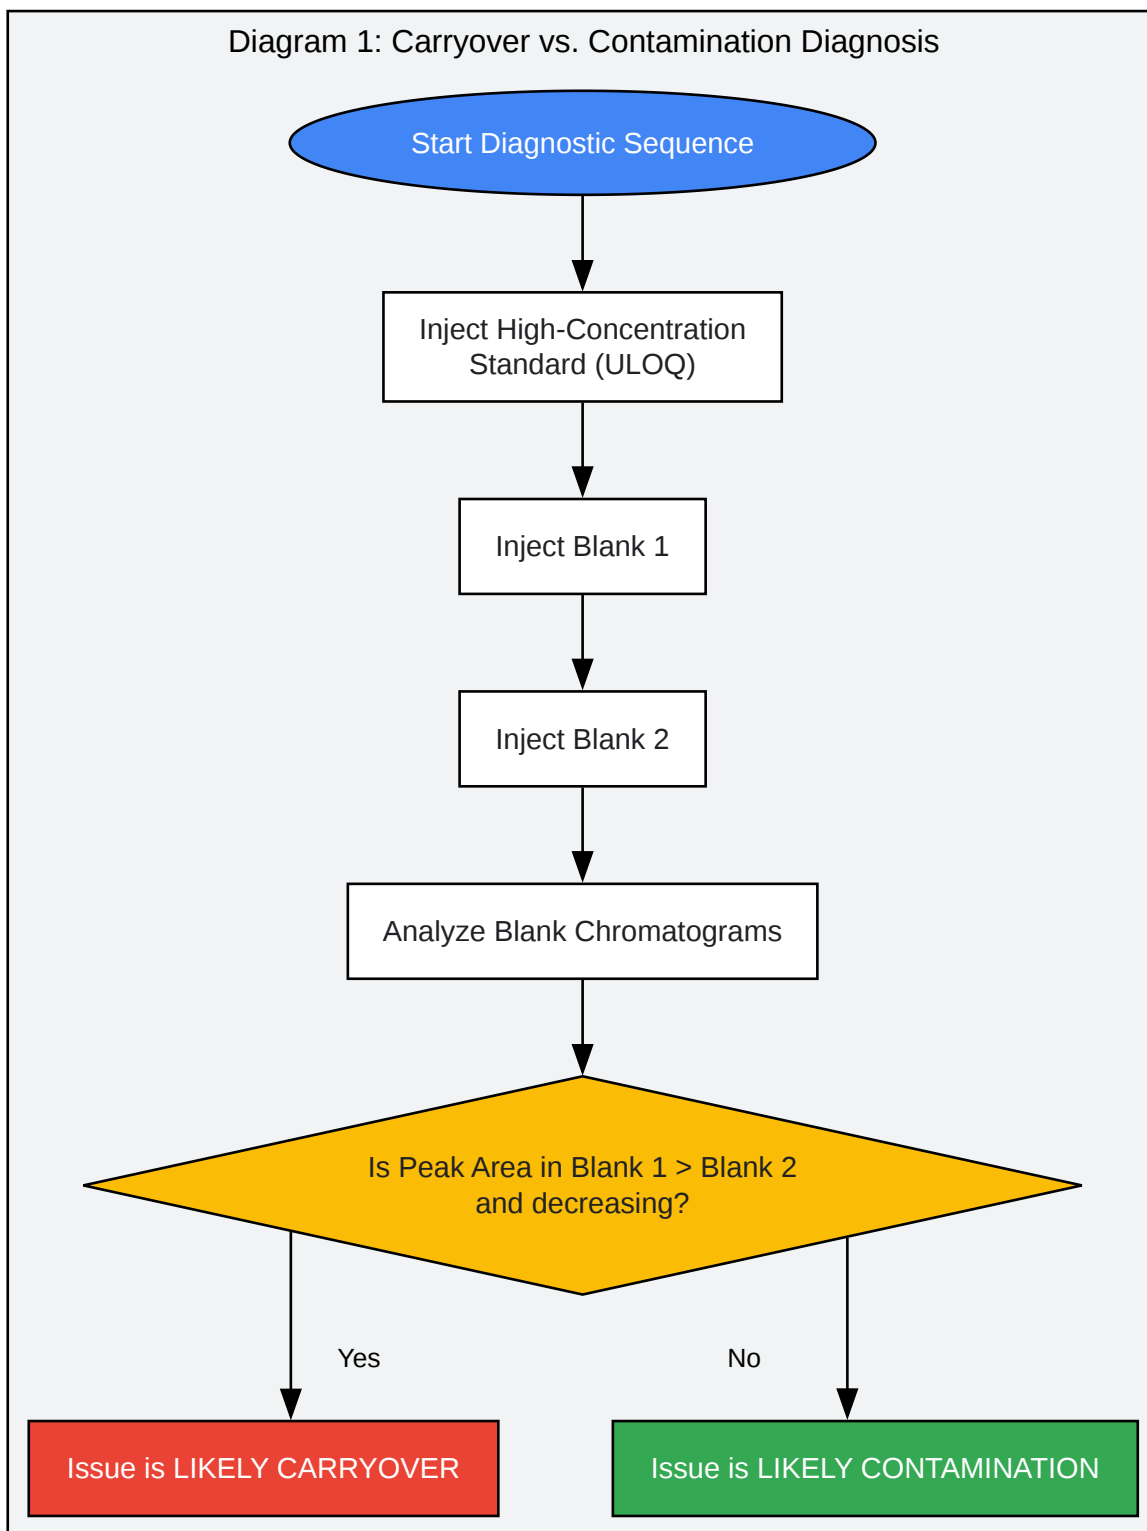 Diagram 1: Carryover vs. Contamination Diagnosis
Start Diagnostic Sequence
Inject High-Concentration
Standard (ULOQ)
Inject Blank 1
Inject Blank 2
Analyze Blank Chromatograms
Is Peak Area in Blank 1 > Blank 2
and decreasing?
Yes
No
Issue is LIKELY CARRYOVER
Issue is LIKELY CONTAMINATION